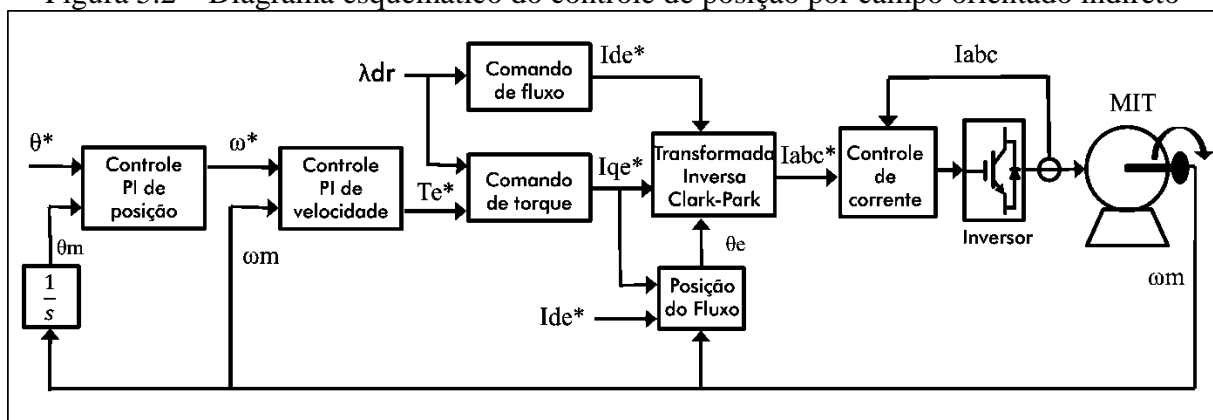 Figura 3.2 – Diagrama esquemático do controle de posição por campo orientado indireto
λdr
Comando
de fluxo
Ide*
Iabc
MIT
θ*
Controle
PI de
posição
ω*
Controle
PI de
velocidade
Te*
Comando
de torque
Iqe*
Transformada
Inversa
Clark-Park
Iabc*
Controle
de
corrente
Inversor
θm
ωm
θe
ωm
1
s
Ide*
Posição
do Fluxo